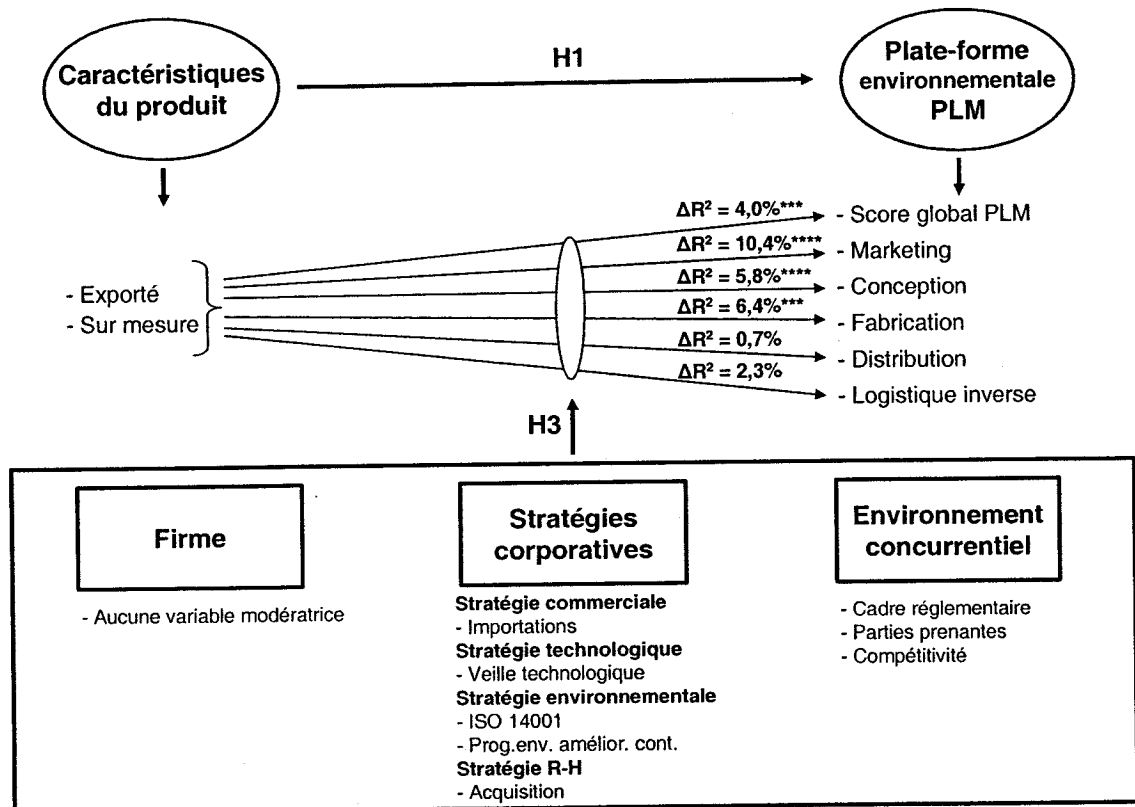 Caractéristiques
du produit
H1
Plate-forme
environnementale
PLM
- Exporté
- Sur mesure
ΔR² = 4,0%***
ΔR² = 10,4%****
ΔR² = 5,8%****
ΔR² = 6,4%***
ΔR² = 0,7%
ΔR² = 2,3%
- Score global PLM
- Marketing
- Conception
- Fabrication
- Distribution
- Logistique inverse
H3
Firme
- Aucune variable modératrice
Stratégies
corporatives
Stratégie commerciale
- Importations
Stratégie technologique
- Veille technologique
Stratégie environnementale
- ISO 14001
- Prog.env. amélior. cont.
Stratégie R-H
- Acquisition
Environnement
concurrentiel
- Cadre réglementaire
- Parties prenantes
- Compétitivité